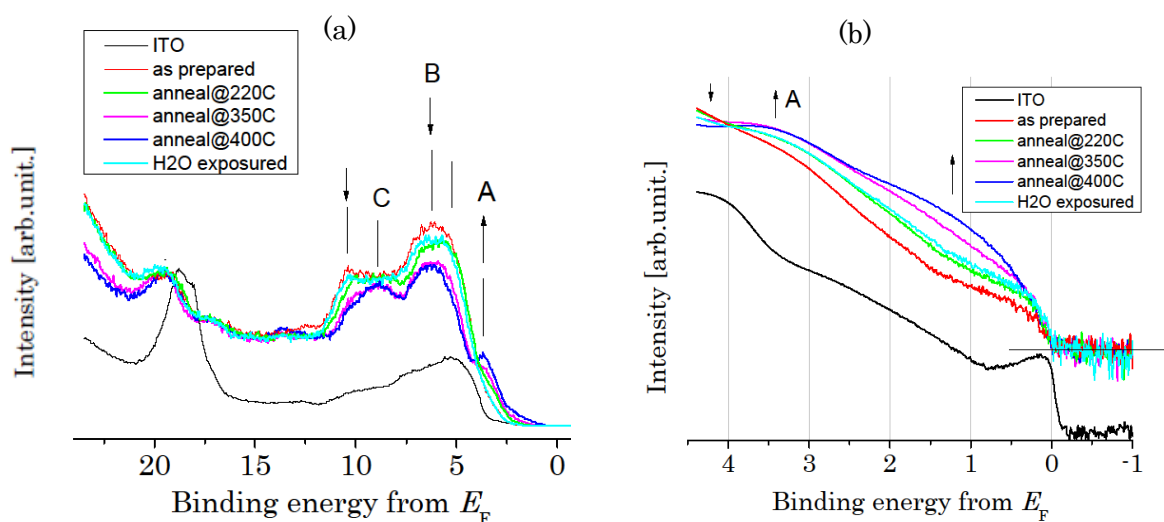 (a)
ITO
as prepared
anneal@220C
anneal@350C
anneal@400C
H2O exposured
B
C
A
Intensity [arb.unit.]
20 15 10 5 0
Binding energy from E_F
(b)
A
ITO
as prepared
anneal@220C
anneal@350C
anneal@400C
H2O exposured
Intensity [arb.unit.]
4 3 2 1 0 -1
Binding energy from E_F